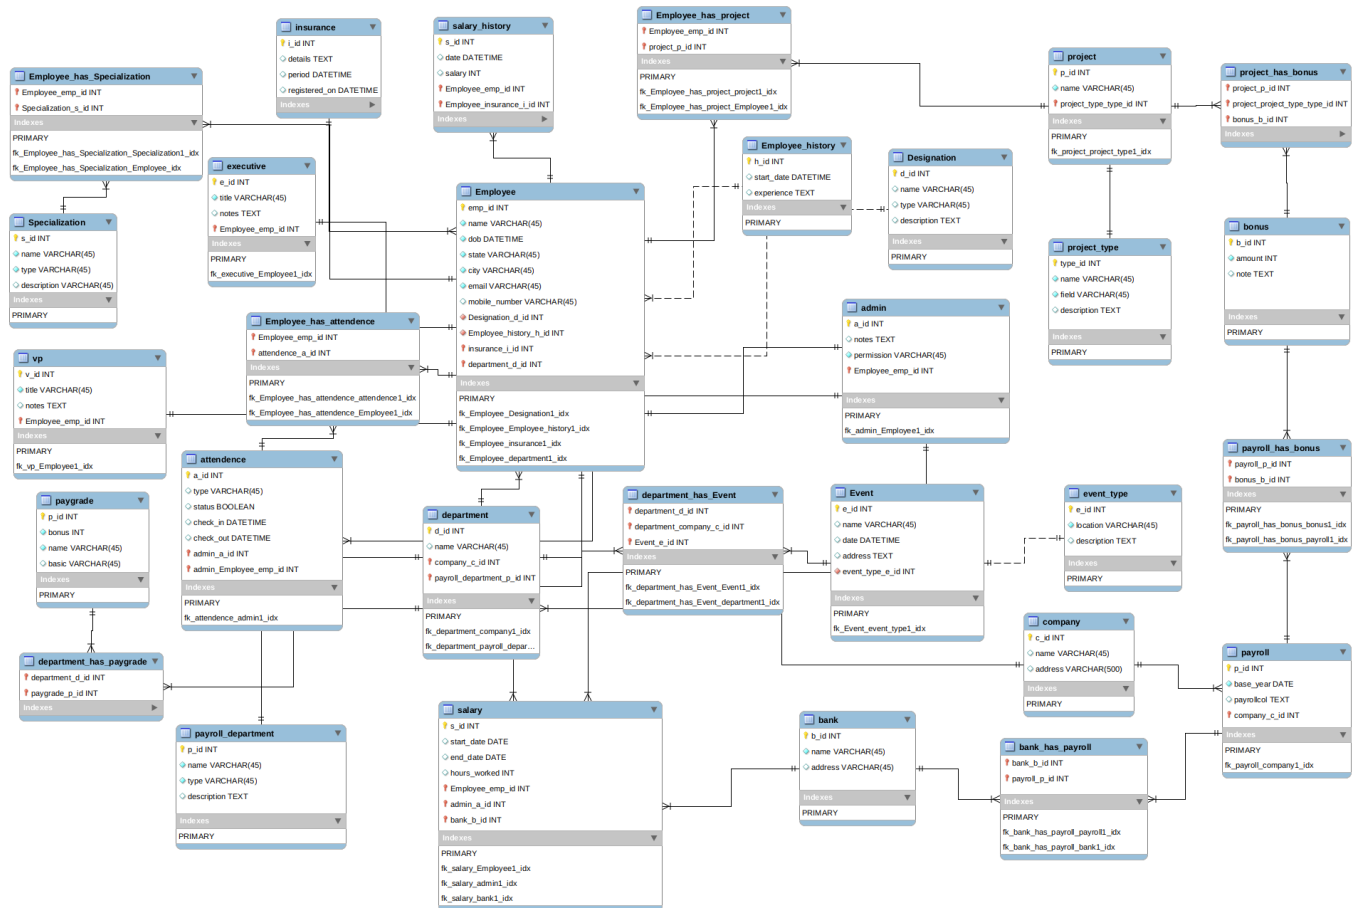 Employee_has_Specialization
Employee_emp_id INT
Specialization_s_id INT
Indexes
PRIMARY
fk_Employee_has_Specialization_Specialization1_idx
fk_Employee_has_Specialization_Employee_idx
insurance
i_id INT
details TEXT
period DATETIME
registered_on DATETIME
Indexes
salary_history
s_id INT
date DATETIME
salary INT
Employee_emp_id INT
Employee_insurance_i_id INT
Indexes
Employee_has_project
Employee_emp_id INT
project_p_id INT
Indexes
PRIMARY
fk_Employee_has_project_project1_idx
fk_Employee_has_project_Employee1_idx
project
p_id INT
name VARCHAR(45)
project_type_type_id INT
Indexes
PRIMARY
fk_project_project_type1_idx
project_has_bonus
project_p_id INT
project_project_type_type_id INT
bonus_b_id INT
Indexes
executive
e_id INT
title VARCHAR(45)
notes TEXT
Employee_emp_id INT
Indexes
PRIMARY
fk_executive_Employee1_idx
Employee_history
h_id INT
start_date DATETIME
experience TEXT
Indexes
PRIMARY
Designation
d_id INT
name VARCHAR(45)
type VARCHAR(45)
description TEXT
Indexes
PRIMARY
Specialization
s_id INT
name VARCHAR(45)
type VARCHAR(45)
description VARCHAR(45)
Indexes
PRIMARY
Employee
emp_id INT
name VARCHAR(45)
dob DATETIME
state VARCHAR(45)
city VARCHAR(45)
email VARCHAR(45)
mobile_number VARCHAR(45)
Designation_d_id INT
Employee_history_h_id INT
insurance_i_id INT
department_d_id INT
Indexes
PRIMARY
fk_Employee_Designation1_idx
fk_Employee_Employee_history1_idx
fk_Employee_insurance1_idx
fk_Employee_department1_idx
project_type
type_id INT
name VARCHAR(45)
field VARCHAR(45)
description TEXT
Indexes
PRIMARY
bonus
b_id INT
amount INT
note TEXT
Indexes
PRIMARY
Employee_has_attendence
Employee_emp_id INT
attendence_a_id INT
Indexes
PRIMARY
fk_Employee_has_attendence_attendence1_idx
fk_Employee_has_attendence_Employee1_idx
admin
a_id INT
notes TEXT
permission VARCHAR(45)
Employee_emp_id INT
Indexes
PRIMARY
fk_admin_Employee1_idx
vp
v_id INT
title VARCHAR(45)
notes TEXT
Employee_emp_id INT
Indexes
PRIMARY
fk_vp_Employee1_idx
attendence
a_id INT
type VARCHAR(45)
status BOOLEAN
check_in DATETIME
check_out DATETIME
admin_a_id INT
admin_Employee_emp_id INT
Indexes
PRIMARY
fk_attendence_admin1_idx
payroll_has_bonus
payroll_p_id INT
bonus_b_id INT
Indexes
PRIMARY
fk_payroll_has_bonus_bonus1_idx
fk_payroll_has_bonus_payroll1_idx
paygrade
p_id INT
bonus INT
name VARCHAR(45)
basic VARCHAR(45)
Indexes
PRIMARY
department
d_id INT
name VARCHAR(45)
company_c_id INT
payroll_department_p_id INT
Indexes
PRIMARY
fk_department_company1_idx
fk_department_payroll_depar...
department_has_Event
department_d_id INT
department_company_c_id INT
Event_e_id INT
Indexes
PRIMARY
fk_department_has_Event_Event1_idx
fk_department_has_Event_department1_idx
Event
e_id INT
name VARCHAR(45)
date DATETIME
address TEXT
event_type_e_id INT
Indexes
PRIMARY
fk_Event_event_type1_idx
event_type
e_id INT
location VARCHAR(45)
description TEXT
Indexes
PRIMARY
company
c_id INT
name VARCHAR(45)
address VARCHAR(500)
Indexes
PRIMARY
department_has_paygrade
department_d_id INT
paygrade_p_id INT
Indexes
payroll
p_id INT
base_year DATE
payrollcol TEXT
company_c_id INT
Indexes
PRIMARY
fk_payroll_company1_idx
payroll_department
p_id INT
name VARCHAR(45)
type VARCHAR(45)
description TEXT
Indexes
PRIMARY
salary
s_id INT
start_date DATE
end_date DATE
hours_worked INT
Employee_emp_id INT
admin_a_id INT
bank_b_id INT
Indexes
PRIMARY
fk_salary_Employee1_idx
fk_salary_admin1_idx
fk_salary_bank1_idx
bank
b_id INT
name VARCHAR(45)
address VARCHAR(45)
Indexes
PRIMARY
bank_has_payroll
bank_b_id INT
payroll_p_id INT
Indexes
PRIMARY
fk_bank_has_payroll_payroll1_idx
fk_bank_has_payroll_bank1_idx